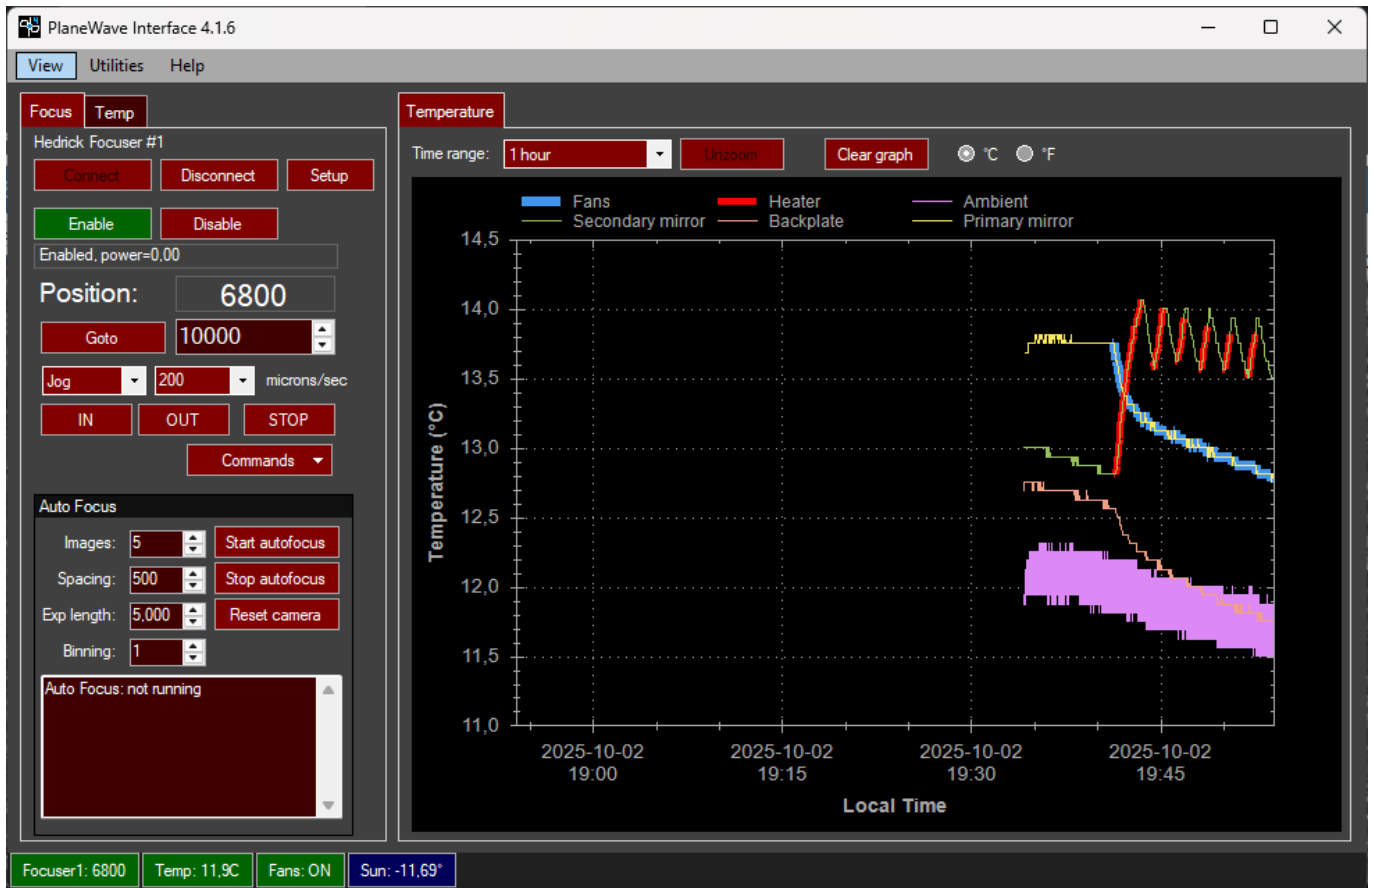 PlaneWave Interface 4.1.6
View Utilities Help
Focus Temp
Hedrick Focuser #1
Connect Disconnect Setup
Enable Disable
Enabled, power=0,00
Position: 6800
Goto 10000
Jog 200 microns/sec
IN OUT STOP
Commands
Auto Focus
Images: 5 Start autofocus
Spacing: 500 Stop autofocus
Exp length: 5,000 Reset camera
Binning: 1
Auto Focus: not running
Temperature
Time range: 1 hour Unzoom Clear graph °C °F
Fans Heater Ambient
Secondary mirror Backplate Primary mirror
14,5
14,0
13,5
13,0
12,5
12,0
11,5
11,0
Temperature (°C)
2025-10-02 2025-10-02 2025-10-02 2025-10-02
19:00 19:15 19:30 19:45
Local Time
Focuser1: 6800 Temp: 11,9C Fans: ON Sun: -11,69°